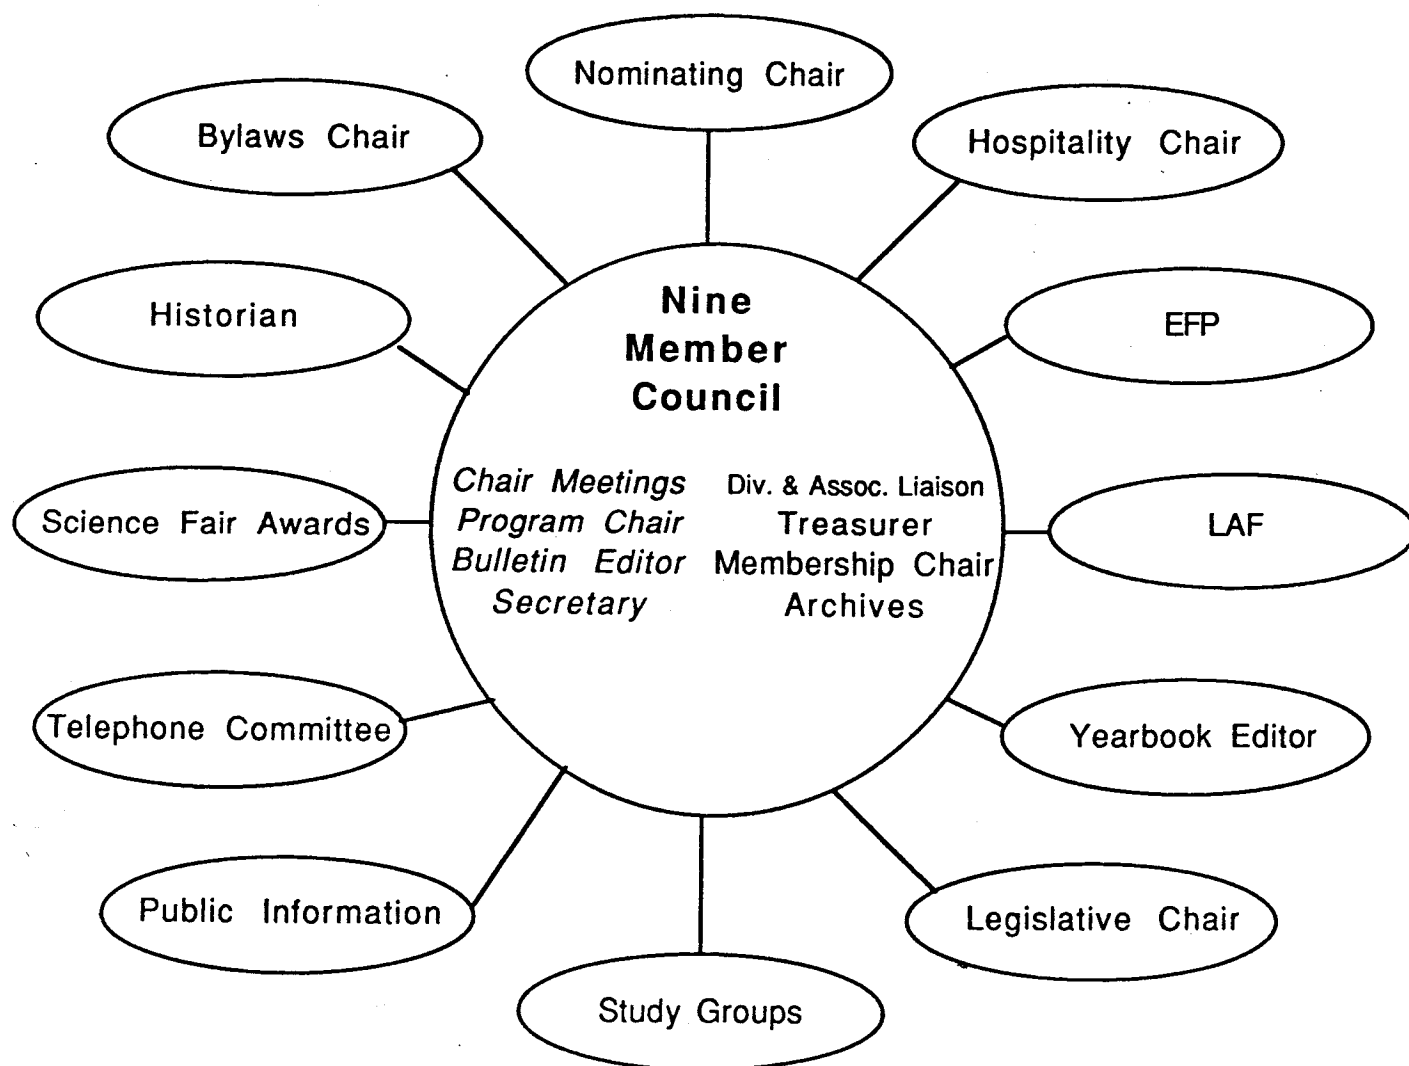 Nominating Chair
Bylaws Chair
Hospitality Chair
Historian
EFP
Nine
Member
Council
Chair Meetings
Program Chair
Bulletin Editor
Secretary
Div. & Assoc. Liaison
Treasurer
Membership Chair
Archives
Science Fair Awards
LAF
Telephone Committee
Yearbook Editor
Public Information
Legislative Chair
Study Groups